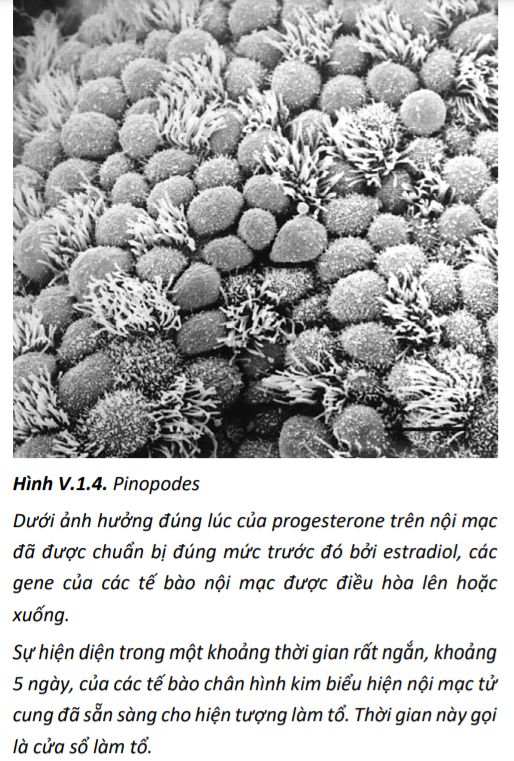 Hình V.1.4. Pinopodes
Dưới ảnh hưởng đúng lúc của progesterone trên nội mạc
đã được chuẩn bị đúng mức trước đó bởi estradiol, các
gene của các tế bào nội mạc được điều hòa lên hoặc
xuống.
Sự hiện diện trong một khoảng thời gian rất ngắn, khoảng
5 ngày, của các tế bào chân hình kim biểu hiện nội mạc tử
cung đã sẵn sàng cho hiện tượng làm tổ. Thời gian này gọi
là cửa sổ làm tổ.